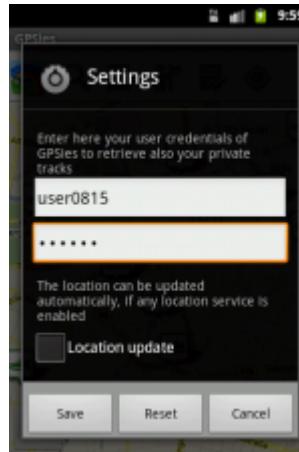 9:59
GPSies
Settings
Enter here your user credentials of
GPSies to retrieve also your private
tracks
user0815
••••••
The location can be updated
automatically, if any location service is
enabled
Location update
Save Reset Cancel